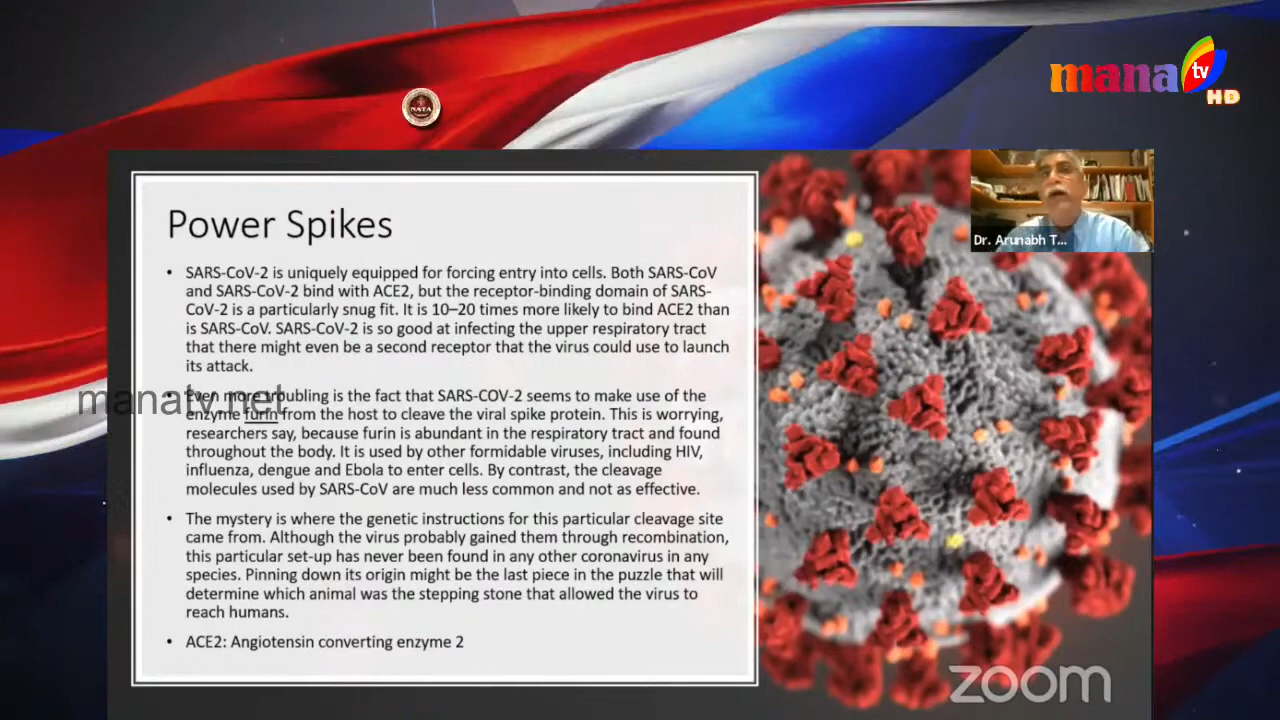 mana tv
HD
NATA
Dr. Arunabh T...
Power Spikes
• SARS-CoV-2 is uniquely equipped for forcing entry into cells. Both SARS-CoV
and SARS-CoV-2 bind with ACE2, but the receptor-binding domain of SARS-
CoV-2 is a particularly snug fit. It is 10–20 times more likely to bind ACE2 than
is SARS-CoV. SARS-CoV-2 is so good at infecting the upper respiratory tract
that there might even be a second receptor that the virus could use to launch
its attack.
• Even more troubling is the fact that SARS-COV-2 seems to make use of the
manatv.net
enzyme furin from the host to cleave the viral spike protein. This is worrying,
researchers say, because furin is abundant in the respiratory tract and found
throughout the body. It is used by other formidable viruses, including HIV,
influenza, dengue and Ebola to enter cells. By contrast, the cleavage
molecules used by SARS-CoV are much less common and not as effective.
• The mystery is where the genetic instructions for this particular cleavage site
came from. Although the virus probably gained them through recombination,
this particular set-up has never been found in any other coronavirus in any
species. Pinning down its origin might be the last piece in the puzzle that will
determine which animal was the stepping stone that allowed the virus to
reach humans.
• ACE2: Angiotensin converting enzyme 2
zoom